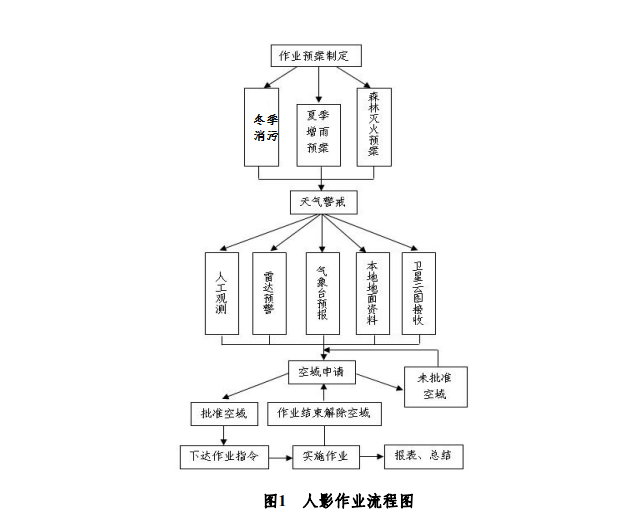 作业预案制定
冬季
消污
夏季
增雨
预案
森林灭火预案
天气警戒
人工观测
雷达预警
气象台预报
本地地面资料
卫星云图接收
空域申请
未批准
空域
批准空域
作业结束解除空域
下达作业指令
实施作业
报表、总结
图1 人影作业流程图